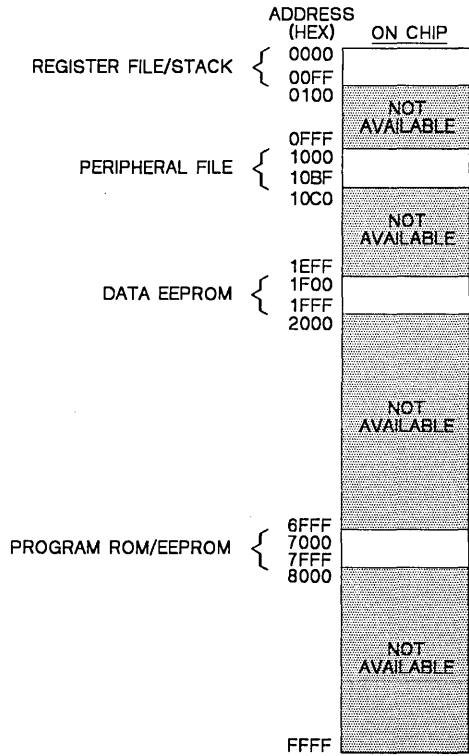 ADDRESS
(HEX) ON CHIP
0000
REGISTER FILE/STACK
00FF
0100
NOT
AVAILABLE
0FFF
1000
PERIPHERAL FILE
10BF
10C0
NOT
AVAILABLE
1EFF
1F00
DATA EEPROM
1FFF
2000
NOT
AVAILABLE
6FFF
7000
PROGRAM ROM/EEPROM
7FFF
8000
NOT
AVAILABLE
FFFF